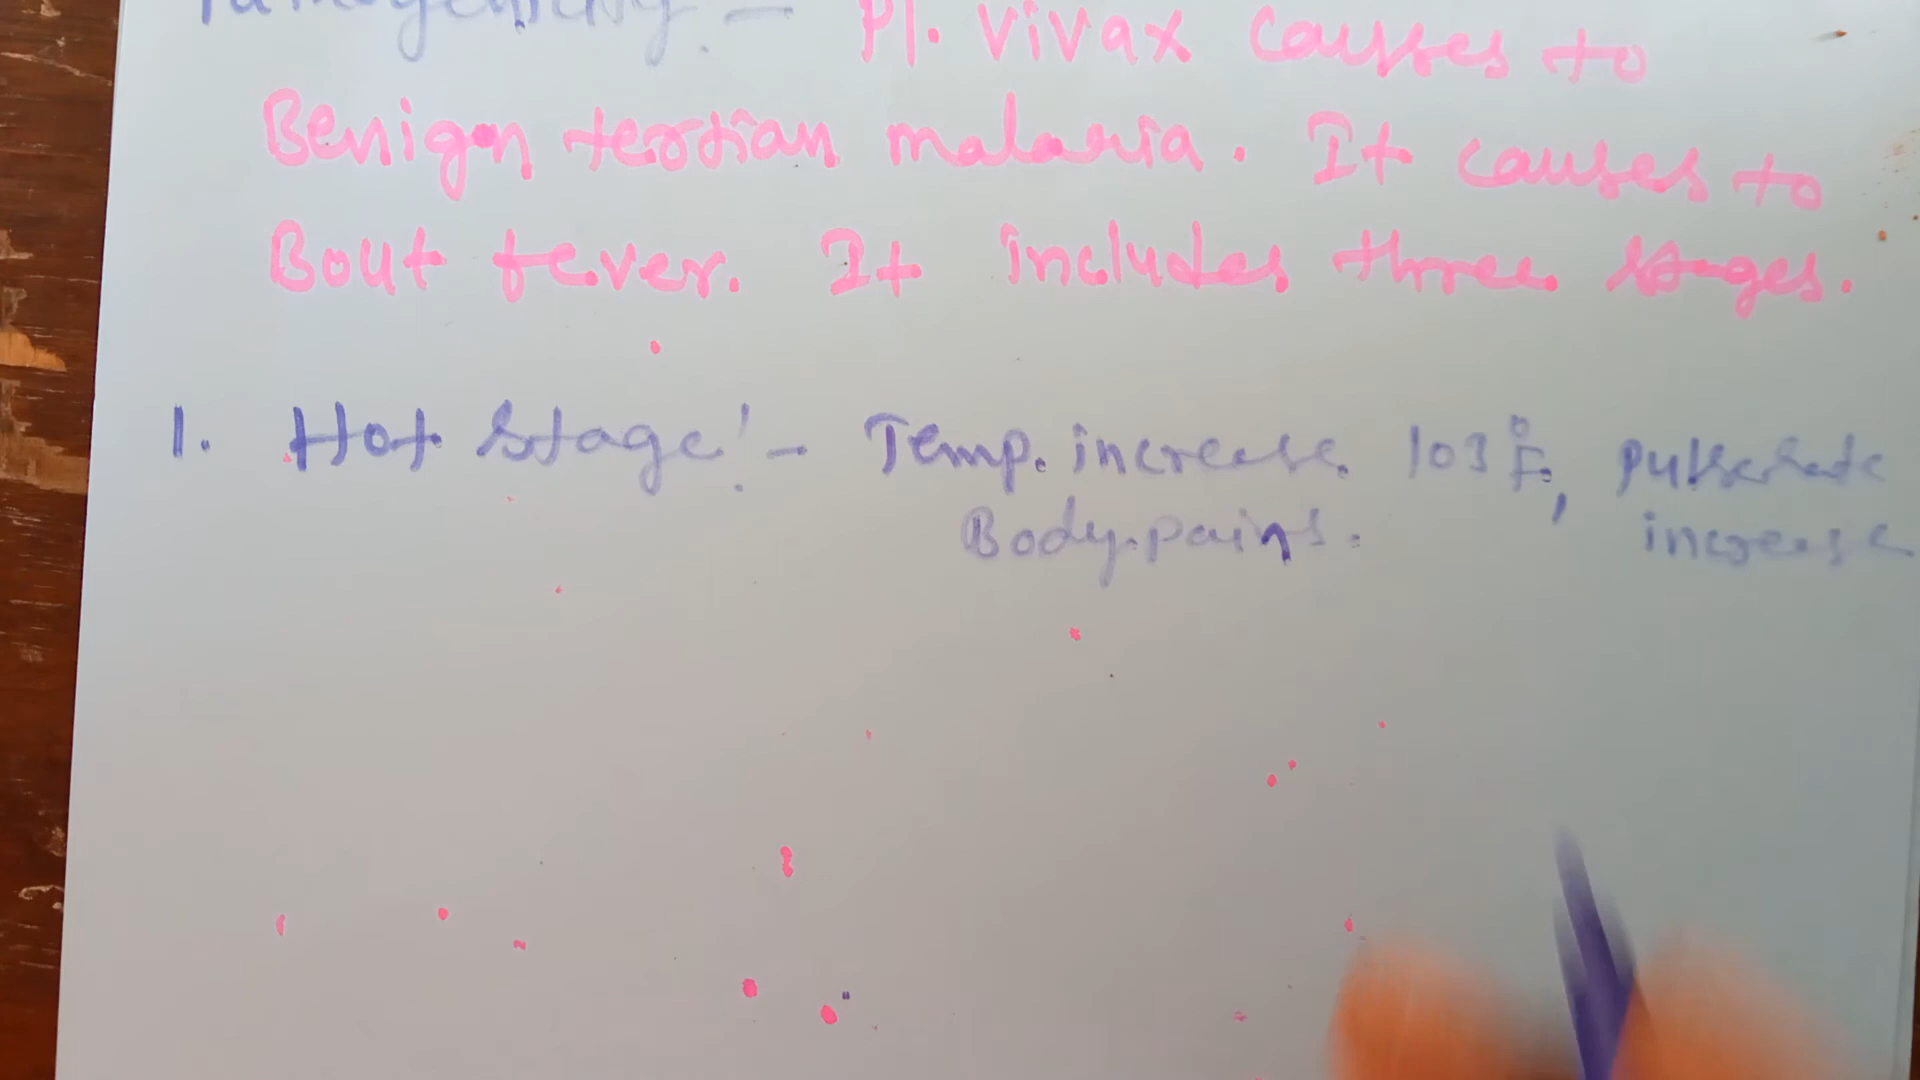 Pathogenicity:- Pl. vivax causes to
Benign tertian malaria. It causes to
Bout fever. It includes three stages.
1. Hot stage:- Temp. increase 103°F, pulse rate
Body pains. increase